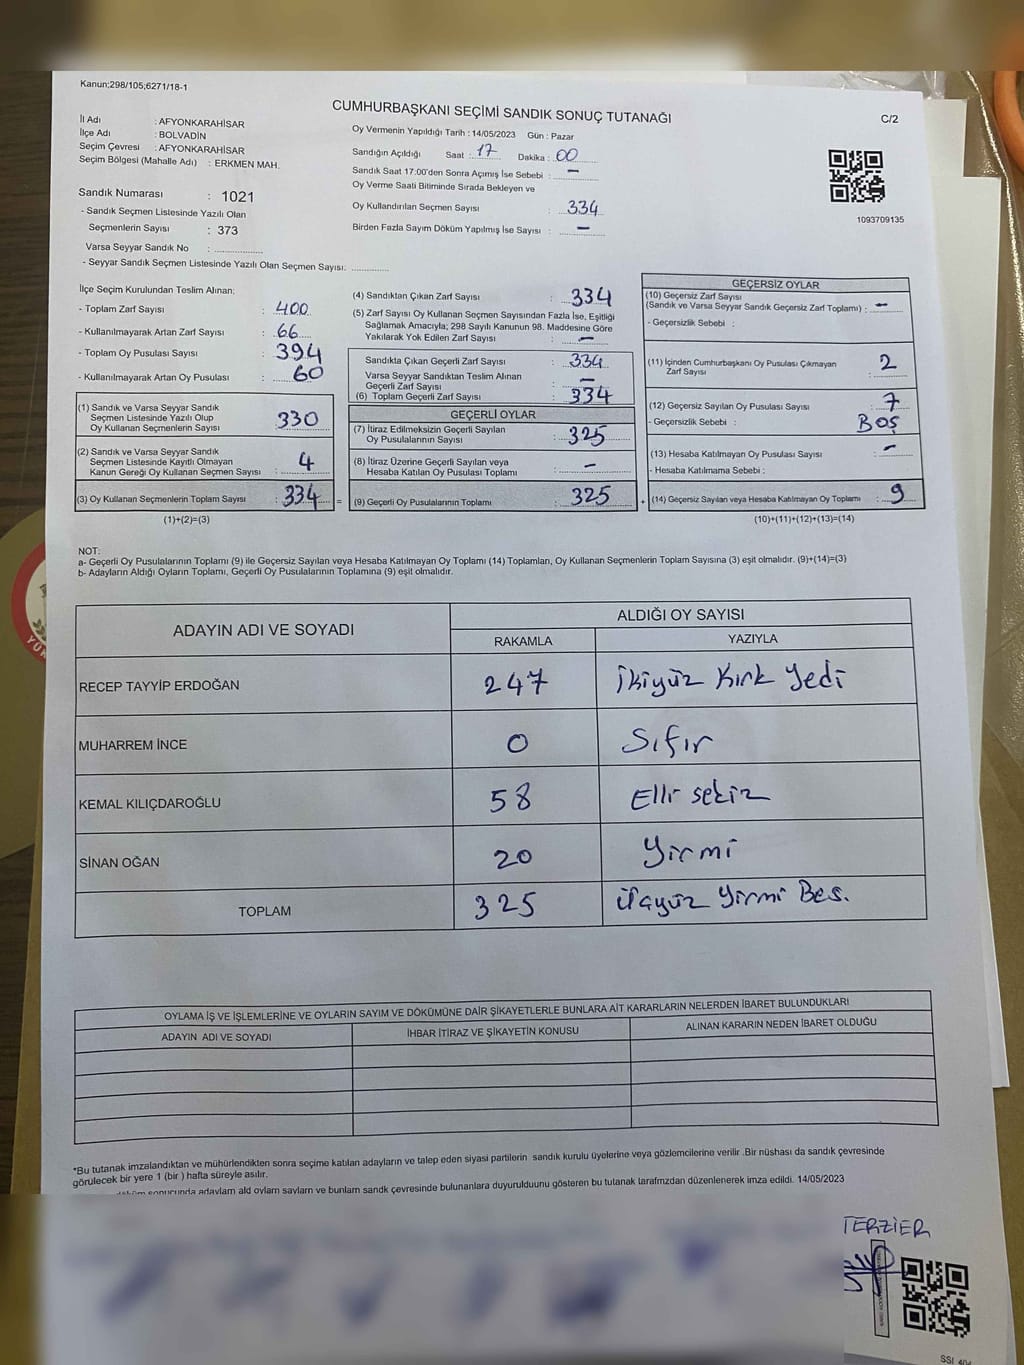 Kanun:298/105;6271/18-1
CUMHURBAŞKANI SEÇİMİ SANDIK SONUÇ TUTANAĞI
C/2
İl Adı : AFYONKARAHİSAR
İlçe Adı : BOLVADİN
Seçim Çevresi : AFYONKARAHİSAR
Seçim Bölgesi (Mahalle Adı) : ERKMEN MAH.
Sandık Numarası : 1021
- Sandık Seçmen Listesinde Yazılı Olan
Seçmenlerin Sayısı : 373
Varsa Seyyar Sandık No : ................
- Seyyar Sandık Seçmen Listesinde Yazılı Olan Seçmen Sayısı: ............
Oy Vermenin Yapıldığı Tarih : 14/05/2023 Gün : Pazar
Sandığın Açıldığı Saat : 17 Dakika : 00
Sandık Saat 17:00'den Sonra Açımış İse Sebebi : —
Oy Verme Saati Bitiminde Sırada Bekleyen ve
Oy Kullandırılan Seçmen Sayısı : 334
Birden Fazla Sayım Döküm Yapılmış İse Sayısı : —
1093709135
İlçe Seçim Kurulundan Teslim Alınan:
- Toplam Zarf Sayısı : 400
- Kullanılmayarak Artan Zarf Sayısı : 66
- Toplam Oy Pusulası Sayısı : 394
- Kullanılmayarak Artan Oy Pusulası : 60
(1) Sandık ve Varsa Seyyar Sandık
Seçmen Listesinde Yazılı Olup
Oy Kullanan Seçmenlerin Sayısı : 330
(2) Sandık ve Varsa Seyyar Sandık
Seçmen Listesinde Kayıtlı Olmayan
Kanun Gereği Oy Kullanan Seçmen Sayısı : 4
(3) Oy Kullanan Seçmenlerin Toplam Sayısı : 334 =
(1)+(2)=(3)
(4) Sandıktan Çıkan Zarf Sayısı : 334
(5) Zarf Sayısı Oy Kullanan Seçmen Sayısından Fazla İse, Eşitliği
Sağlamak Amacıyla; 298 Sayılı Kanunun 98. Maddesine Göre
Yakılarak Yok Edilen Zarf Sayısı : —
Sandıkta Çıkan Geçerli Zarf Sayısı : 334
Varsa Seyyar Sandıktan Teslim Alınan
Geçerli Zarf Sayısı : —
(6) Toplam Geçerli Zarf Sayısı : 334
GEÇERLİ OYLAR
(7) İtiraz Edilmeksizin Geçerli Sayılan
Oy Pusulalarının Sayısı : 325
(8) İtiraz Üzerine Geçerli Sayılan veya
Hesaba Katılan Oy Pusulası Toplamı : —
(9) Geçerli Oy Pusulalarının Toplamı : 325 +
GEÇERSİZ OYLAR
(10) Geçersiz Zarf Sayısı
(Sandık ve Varsa Seyyar Sandık Geçersiz Zarf Toplamı) : —
- Geçersizlik Sebebi :
(11) İçinden Cumhurbaşkanı Oy Pusulası Çıkmayan
Zarf Sayısı : 2
(12) Geçersiz Sayılan Oy Pusulası Sayısı : 7
- Geçersizlik Sebebi : BOŞ
(13) Hesaba Katılmayan Oy Pusulası Sayısı : —
- Hesaba Katılmama Sebebi :
(14) Geçersiz Sayılan veya Hesaba Katılmayan Oy Toplamı : 9
(10)+(11)+(12)+(13)=(14)
NOT:
a- Geçerli Oy Pusulalarının Toplamı (9) ile Geçersiz Sayılan veya Hesaba Katılmayan Oy Toplamı (14) Toplamları, Oy Kullanan Seçmenlerin Toplam Sayısına (3) eşit olmalıdır. (9)+(14)=(3)
b- Adayların Aldığı Oyların Toplamı, Geçerli Oy Pusulalarının Toplamına (9) eşit olmalıdır.
ADAYIN ADI VE SOYADI
ALDIĞI OY SAYISI
RAKAMLA YAZIYLA
RECEP TAYYİP ERDOĞAN 247 İkiyüz Kırk Yedi
MUHARREM İNCE 0 Sıfır
KEMAL KILIÇDAROĞLU 58 Elli sekiz
SİNAN OĞAN 20 Yirmi
TOPLAM 325 Üçyüz Yirmi Beş.
OYLAMA İŞ VE İŞLEMLERİNE VE OYLARIN SAYIM VE DÖKÜMÜNE DAİR ŞİKAYETLERLE BUNLARA AİT KARARLARIN NELERDEN İBARET BULUNDUKLARI
ADAYIN ADI VE SOYADI İHBAR İTİRAZ VE ŞİKAYETİN KONUSU ALINAN KARARIN NEDEN İBARET OLDUĞU
*Bu tutanak imzalandıktan ve mühürlendikten sonra seçime katılan adayların ve talep eden siyasi partilerin sandık kurulu üyelerine veya gözlemcilerine verilir .Bir nüshası da sandık çevresinde
görülecek bir yere 1 (bir ) hafta süreyle asılır.
sonucunda adayların aldı oyların sayıların ve bunların sandk çevresinde bulunanlara duyurulduunu gösteren bu tutanak tarafmzdan düzenlenerek imza edildi. 14/05/2023
TERZİER